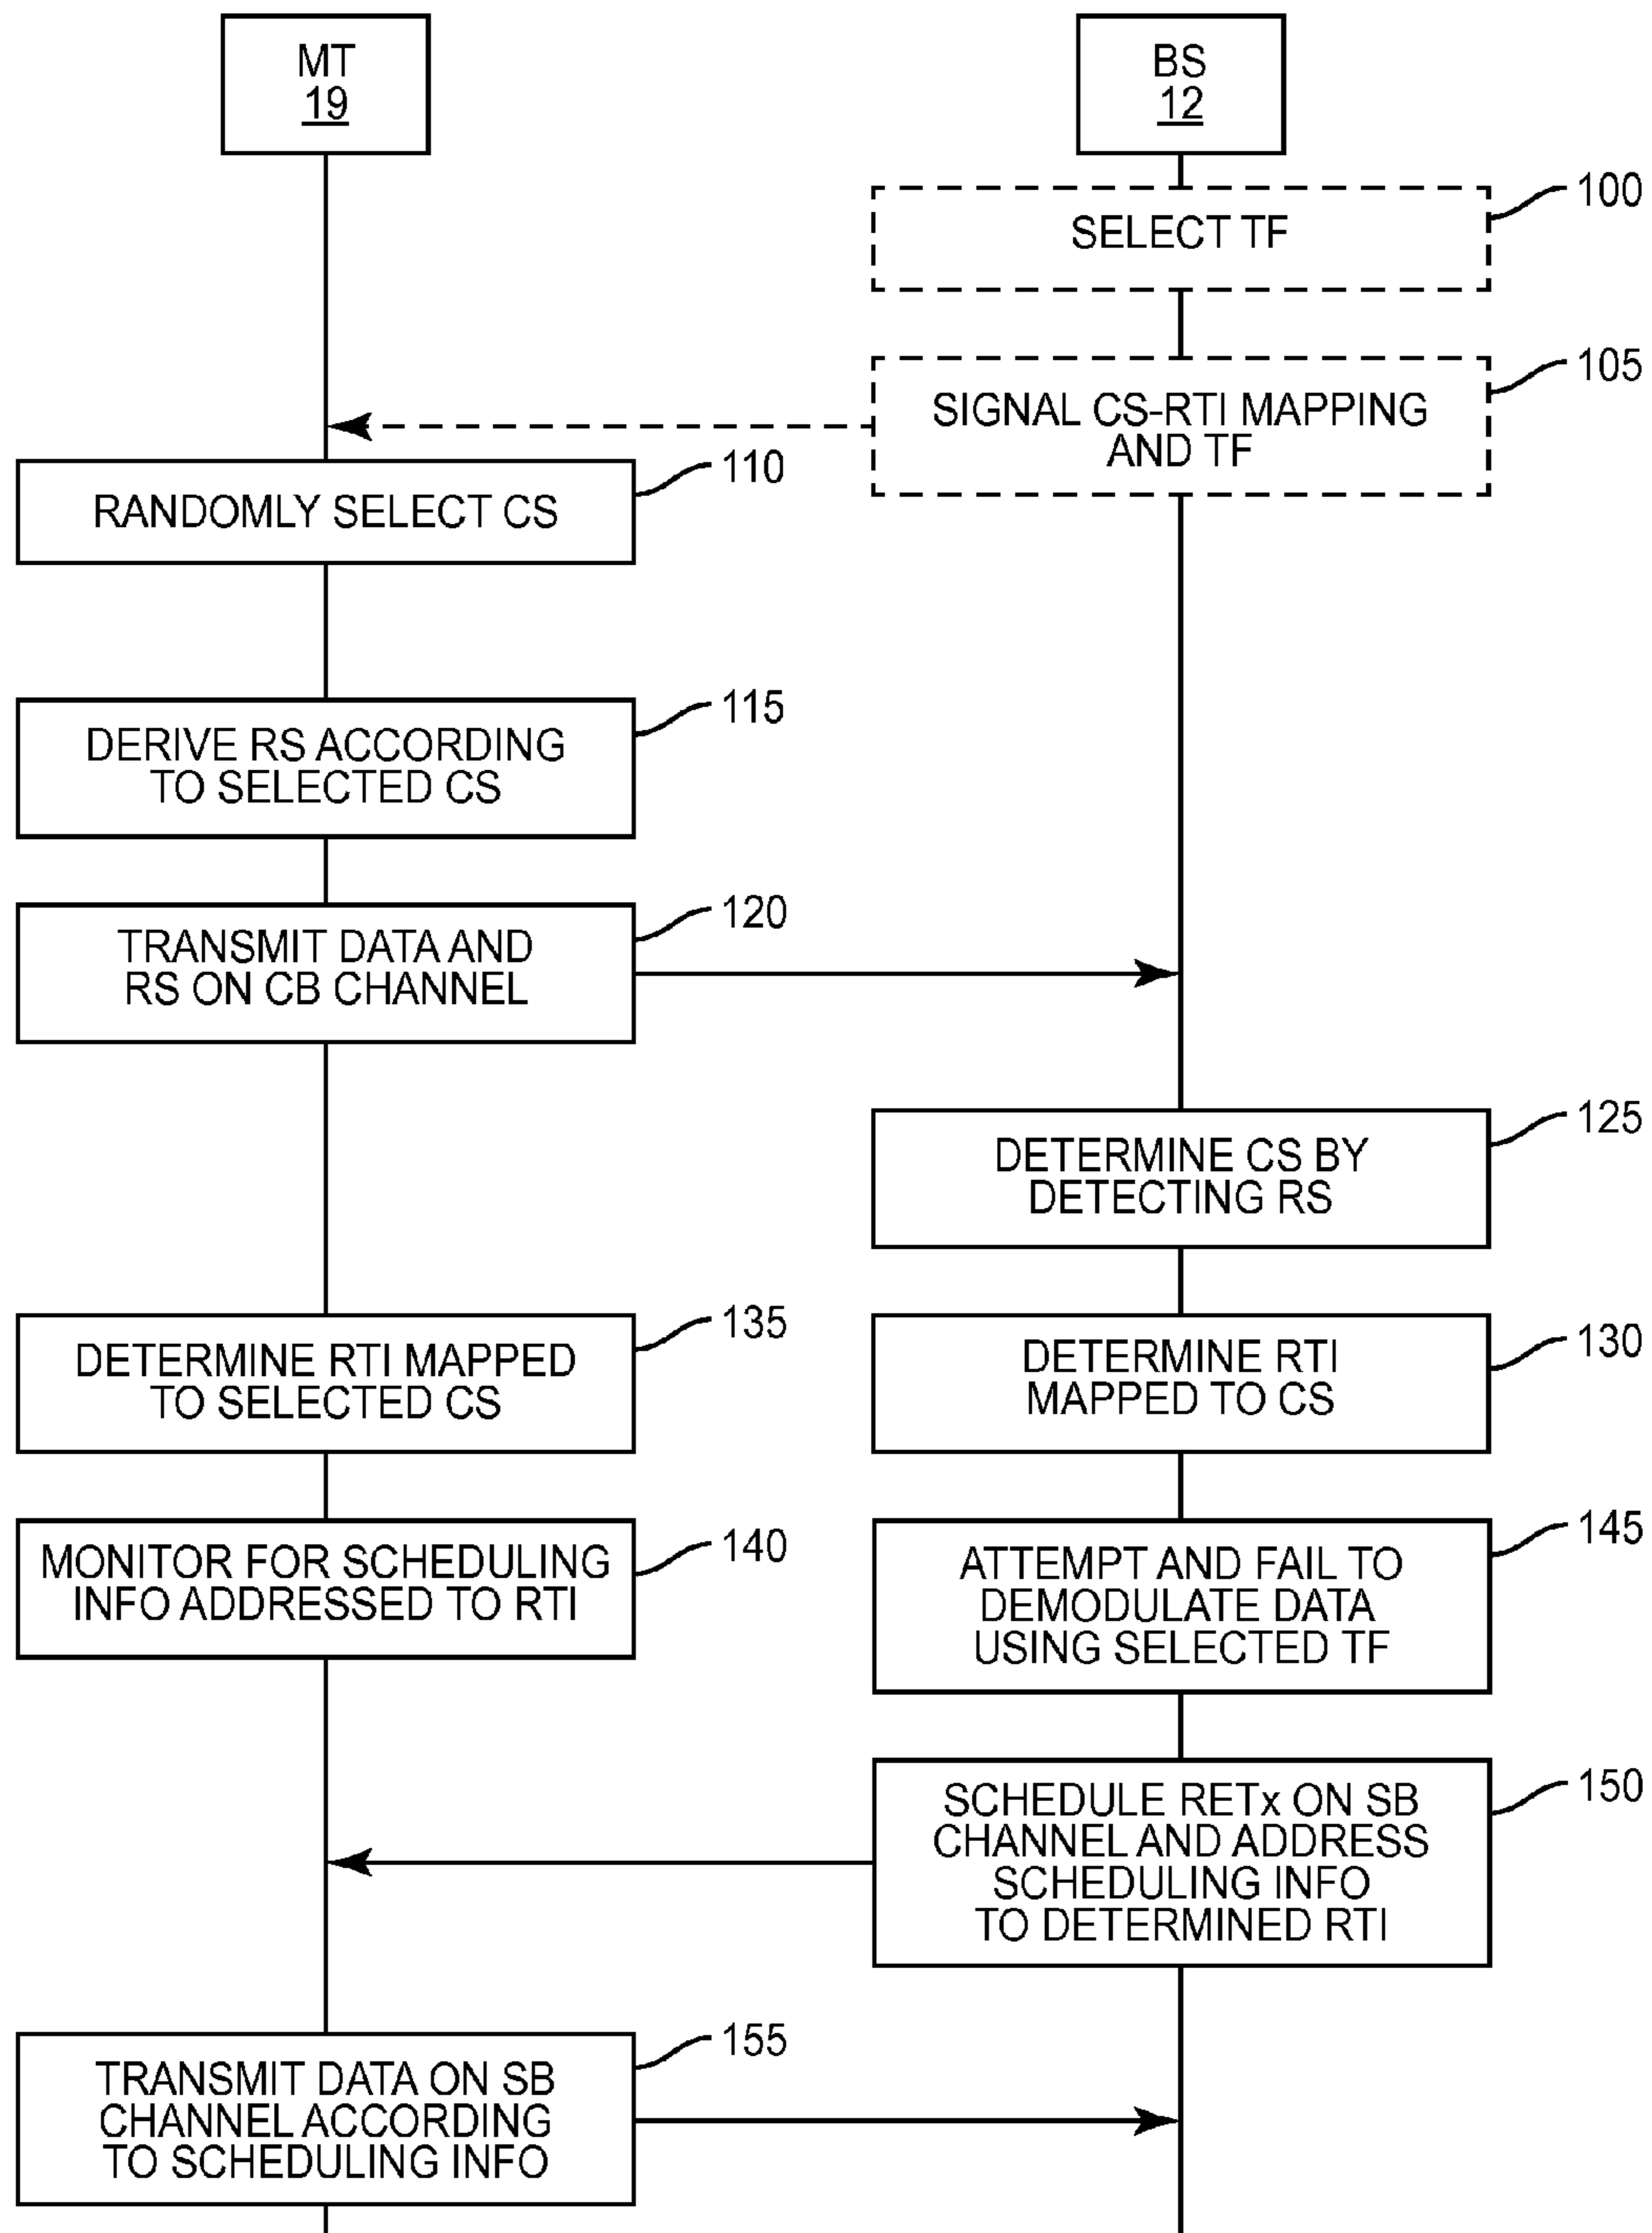 MT
19
BS
12
100
SELECT TF
105
SIGNAL CS-RTI MAPPING
AND TF
110
RANDOMLY SELECT CS
115
DERIVE RS ACCORDING
TO SELECTED CS
120
TRANSMIT DATA AND
RS ON CB CHANNEL
125
DETERMINE CS BY
DETECTING RS
135
DETERMINE RTI MAPPED
TO SELECTED CS
130
DETERMINE RTI
MAPPED TO CS
140
MONITOR FOR SCHEDULING
INFO ADDRESSED TO RTI
145
ATTEMPT AND FAIL TO
DEMODULATE DATA
USING SELECTED TF
150
SCHEDULE RETx ON SB
CHANNEL AND ADDRESS
SCHEDULING INFO
TO DETERMINED RTI
155
TRANSMIT DATA ON SB
CHANNEL ACCORDING
TO SCHEDULING INFO